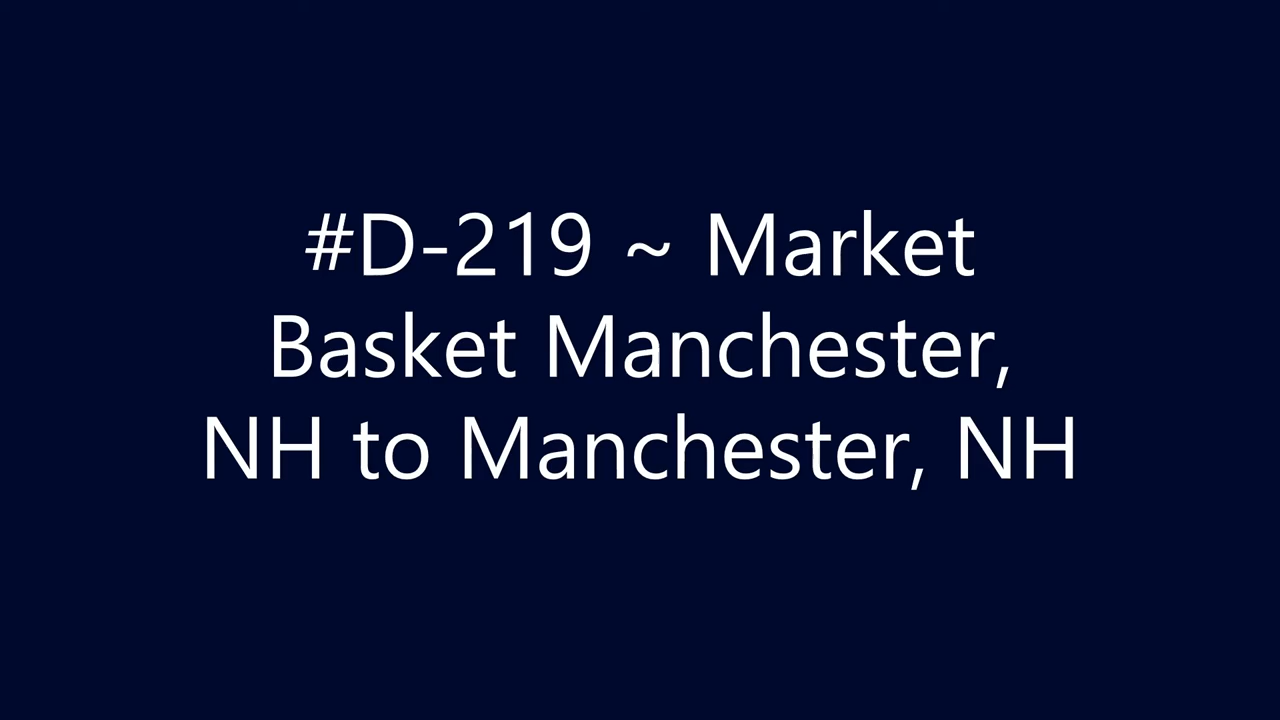 #D-219 ~ Market
Basket Manchester,
NH to Manchester, NH